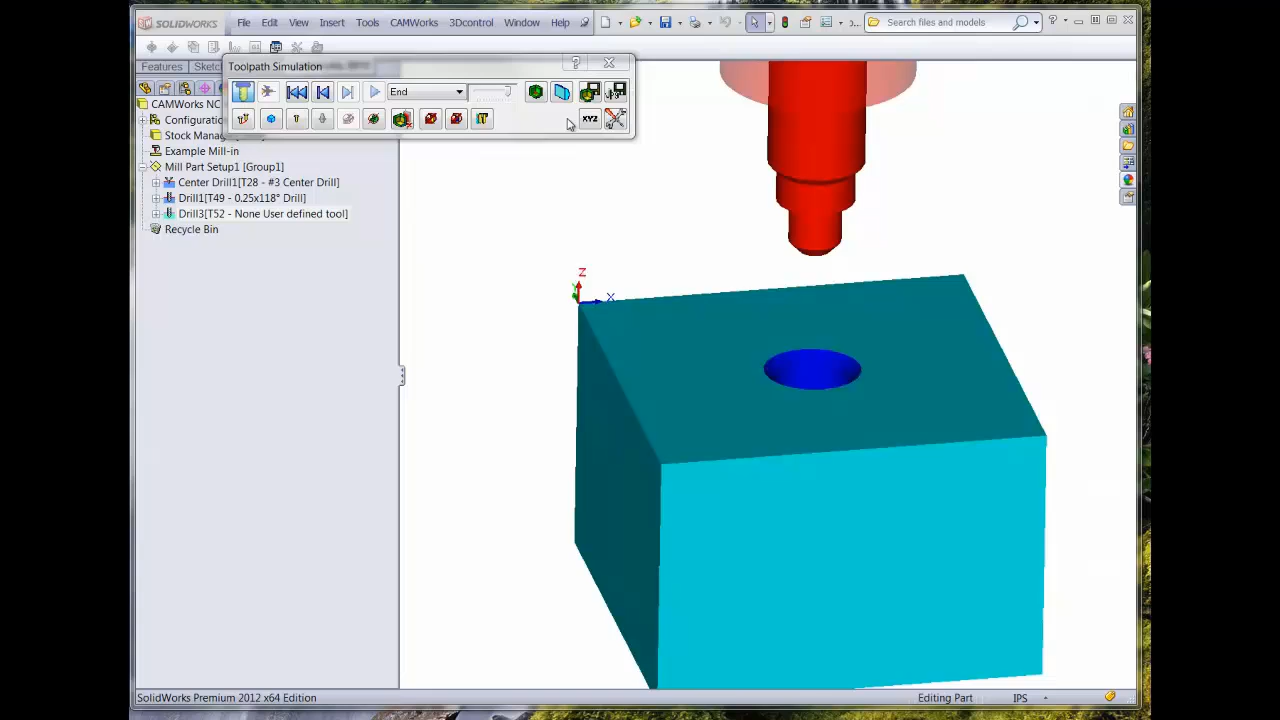 SOLIDWORKS File Edit View Insert Tools CAMWorks 3Dcontrol Window Help Search files and models
Toolpath Simulation
Features Sketch
End
XYZ
CAMWorks NC
Configuratio
Stock Manag
Example Mill-in
Mill Part Setup1 [Group1]
Center Drill1[T28 - #3 Center Drill]
Drill1[T49 - 0.25x118° Drill]
Drill3[T52 - None User defined tool]
Recycle Bin
Z
X
SolidWorks Premium 2012 x64 Edition Editing Part IPS